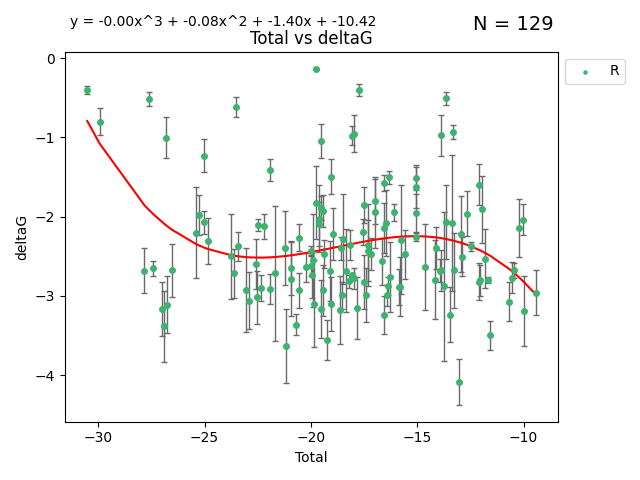 y = -0.00x^3 + -0.08x^2 + -1.40x + -10.42
N = 129
Total vs deltaG
R
deltaG
0
−1
−2
−3
−4
−30
−25
−20
−15
−10
Total